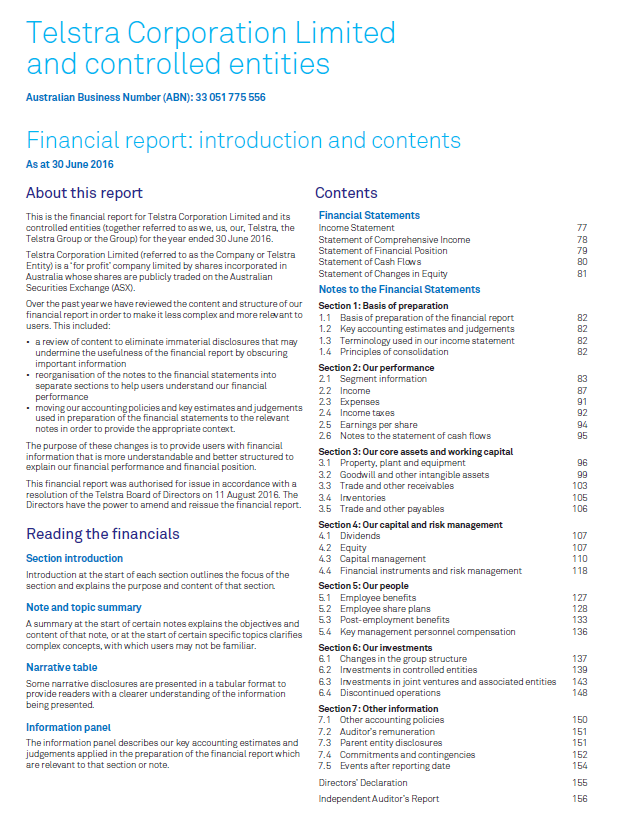 Telstra Corporation Limited
and controlled entities
Australian Business Number (ABN): 33 051 775 556
Financial report: introduction and contents
As at 30 June 2016
About this report
This is the financial report for Telstra Corporation Limited and its
controlled entities (together referred to as we, us, our, Telstra, the
Telstra Group or the Group) for the year ended 30 June 2016.
Telstra Corporation Limited (referred to as the Company or Telstra
Entity) is a 'for profit' company limited by shares incorporated in
Australia whose shares are publicly traded on the Australian
Securities Exchange (ASX).
Over the past year we have reviewed the content and structure of our
financial report in order to make it less complex and more relevant to
users. This included:
• a review of content to eliminate immaterial disclosures that may
undermine the usefulness of the financial report by obscuring
important information
• reorganisation of the notes to the financial statements into
separate sections to help users understand our financial
performance
• moving our accounting policies and key estimates and judgements
used in preparation of the financial statements to the relevant
notes in order to provide the appropriate context.
The purpose of these changes is to provide users with financial
information that is more understandable and better structured to
explain our financial performance and financial position.
This financial report was authorised for issue in accordance with a
resolution of the Telstra Board of Directors on 11 August 2016. The
Directors have the power to amend and reissue the financial report.
Reading the financials
Section introduction
Introduction at the start of each section outlines the focus of the
section and explains the purpose and content of that section.
Note and topic summary
A summary at the start of certain notes explains the objectives and
content of that note, or at the start of certain specific topics clarifies
complex concepts, with which users may not be familiar.
Narrative table
Some narrative disclosures are presented in a tabular format to
provide readers with a clearer understanding of the information
being presented.
Information panel
The information panel describes our key accounting estimates and
judgements applied in the preparation of the financial report which
are relevant to that section or note.
Contents
Financial Statements
Income Statement 77
Statement of Comprehensive Income 78
Statement of Financial Position 79
Statement of Cash Flows 80
Statement of Changes in Equity 81
Notes to the Financial Statements
Section 1: Basis of preparation
1.1 Basis of preparation of the financial report 82
1.2 Key accounting estimates and judgements 82
1.3 Terminology used in our income statement 82
1.4 Principles of consolidation 82
Section 2: Our performance
2.1 Segment information 83
2.2 Income 87
2.3 Expenses 91
2.4 Income taxes 92
2.5 Earnings per share 94
2.6 Notes to the statement of cash flows 95
Section 3: Our core assets and working capital
3.1 Property, plant and equipment 96
3.2 Goodwill and other intangible assets 99
3.3 Trade and other receivables 103
3.4 Inventories 105
3.5 Trade and other payables 106
Section 4: Our capital and risk management
4.1 Dividends 107
4.2 Equity 107
4.3 Capital management 110
4.4 Financial instruments and risk management 118
Section 5: Our people
5.1 Employee benefits 127
5.2 Employee share plans 128
5.3 Post-employment benefits 133
5.4 Key management personnel compensation 136
Section 6: Our investments
6.1 Changes in the group structure 137
6.2 Investments in controlled entities 139
6.3 Investments in joint ventures and associated entities 143
6.4 Discontinued operations 148
Section 7: Other information
7.1 Other accounting policies 150
7.2 Auditor's remuneration 151
7.3 Parent entity disclosures 151
7.4 Commitments and contingencies 152
7.5 Events after reporting date 154
Directors' Declaration 155
Independent Auditor's Report 156